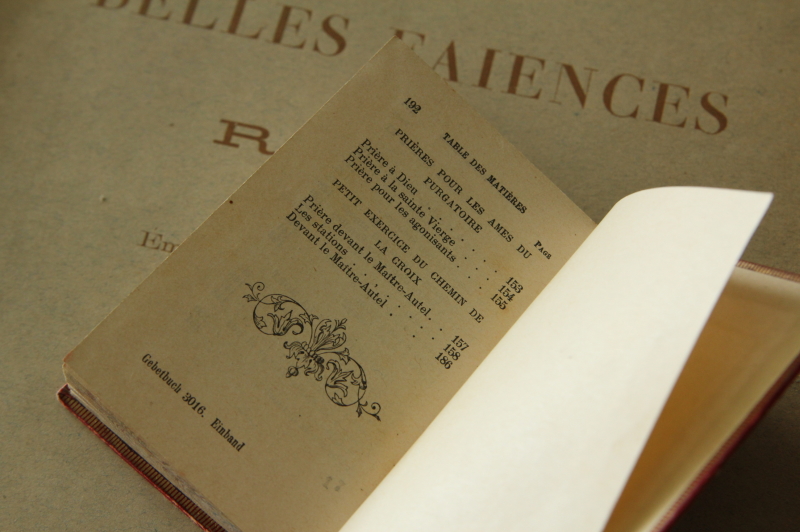 BELLES FAIENCES
R
Em
192
TABLE DES MATIÈRES
PRIÈRES POUR LES AMES DU
PURGATOIRE
PAGE
Prière à Dieu . . . . . 153
Prière à la sainte Vierge . . . . 154
Prière pour les agonisants . . . . 155
PETIT EXERCICE DU CHEMIN DE
LA CROIX
Prière devant le Maître-Autel . . 157
Les stations . . . . . 158
Devant le Maître-Autel . . . . 186
Gebetbuch 3016. Einband